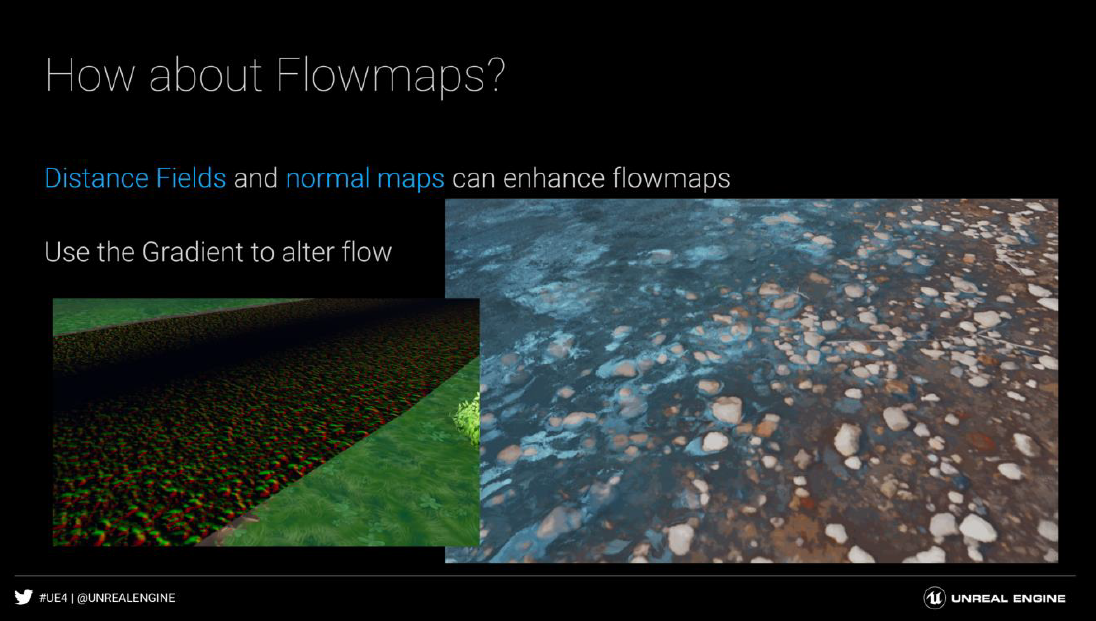 How about Flowmaps?
Distance Fields and normal maps can enhance flowmaps
Use the Gradient to alter flow
#UE4 | @UNREALENGINE
UNREAL ENGINE